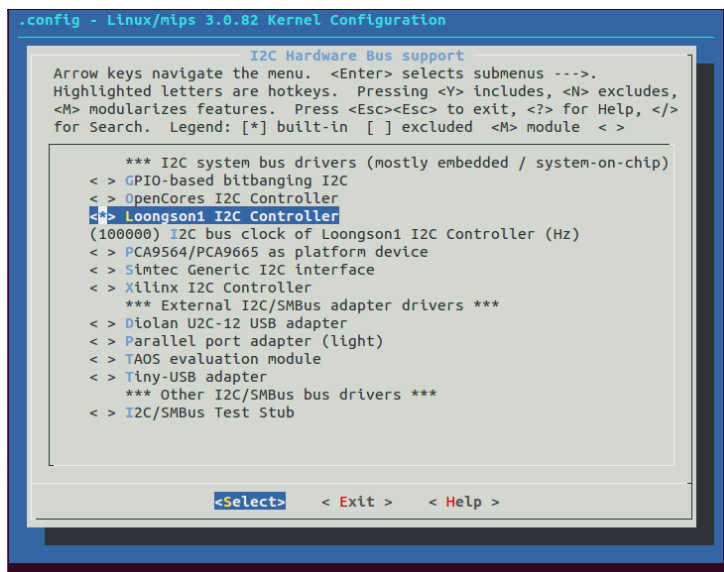 .config - Linux/mips 3.0.82 Kernel Configuration
I2C Hardware Bus support
Arrow keys navigate the menu.  <Enter> selects submenus --->.
Highlighted letters are hotkeys.  Pressing <Y> includes, <N> excludes,
<M> modularizes features.  Press <Esc><Esc> to exit, <?> for Help, </>
for Search.  Legend: [*] built-in  [ ] excluded  <M> module  < >
*** I2C system bus drivers (mostly embedded / system-on-chip)
< > GPIO-based bitbanging I2C
< > OpenCores I2C Controller
<*> Loongson1 I2C Controller
(100000) I2C bus clock of Loongson1 I2C Controller (Hz)
< > PCA9564/PCA9665 as platform device
< > Simtec Generic I2C interface
< > Xilinx I2C Controller
*** External I2C/SMBus adapter drivers ***
< > Diolan U2C-12 USB adapter
< > Parallel port adapter (light)
< > TAOS evaluation module
< > Tiny-USB adapter
*** Other I2C/SMBus bus drivers ***
< > I2C/SMBus Test Stub
<Select>    < Exit >    < Help >